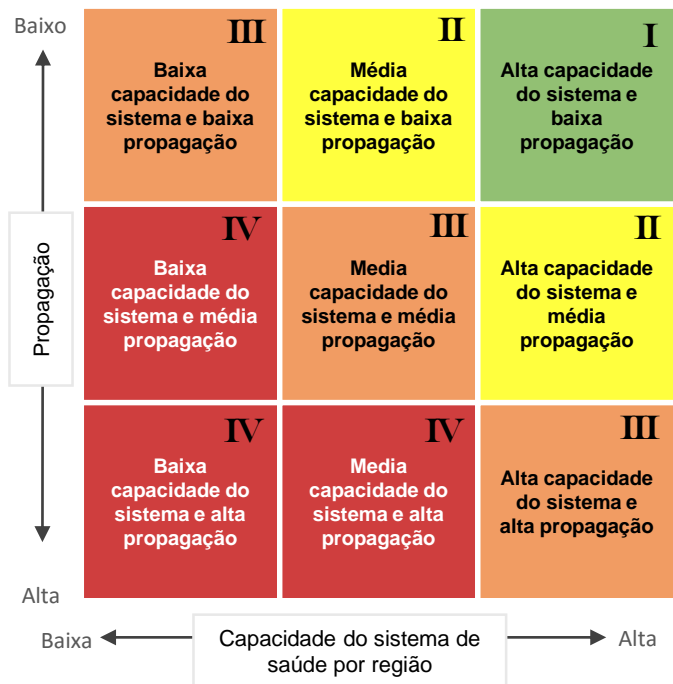 Baixo
III
Baixa
capacidade do
sistema e baixa
propagação
II
Média
capacidade do
sistema e baixa
propagação
I
Alta capacidade
do sistema e
baixa
propagação
Propagação
IV
Baixa
capacidade do
sistema e média
propagação
III
Media
capacidade do
sistema e média
propagação
II
Alta capacidade
do sistema e
média
propagação
IV
Baixa
capacidade do
sistema e alta
propagação
IV
Media
capacidade do
sistema e alta
propagação
III
Alta capacidade
do sistema e
alta propagação
Alta
Baixa
Capacidade do sistema de
saúde por região
Alta